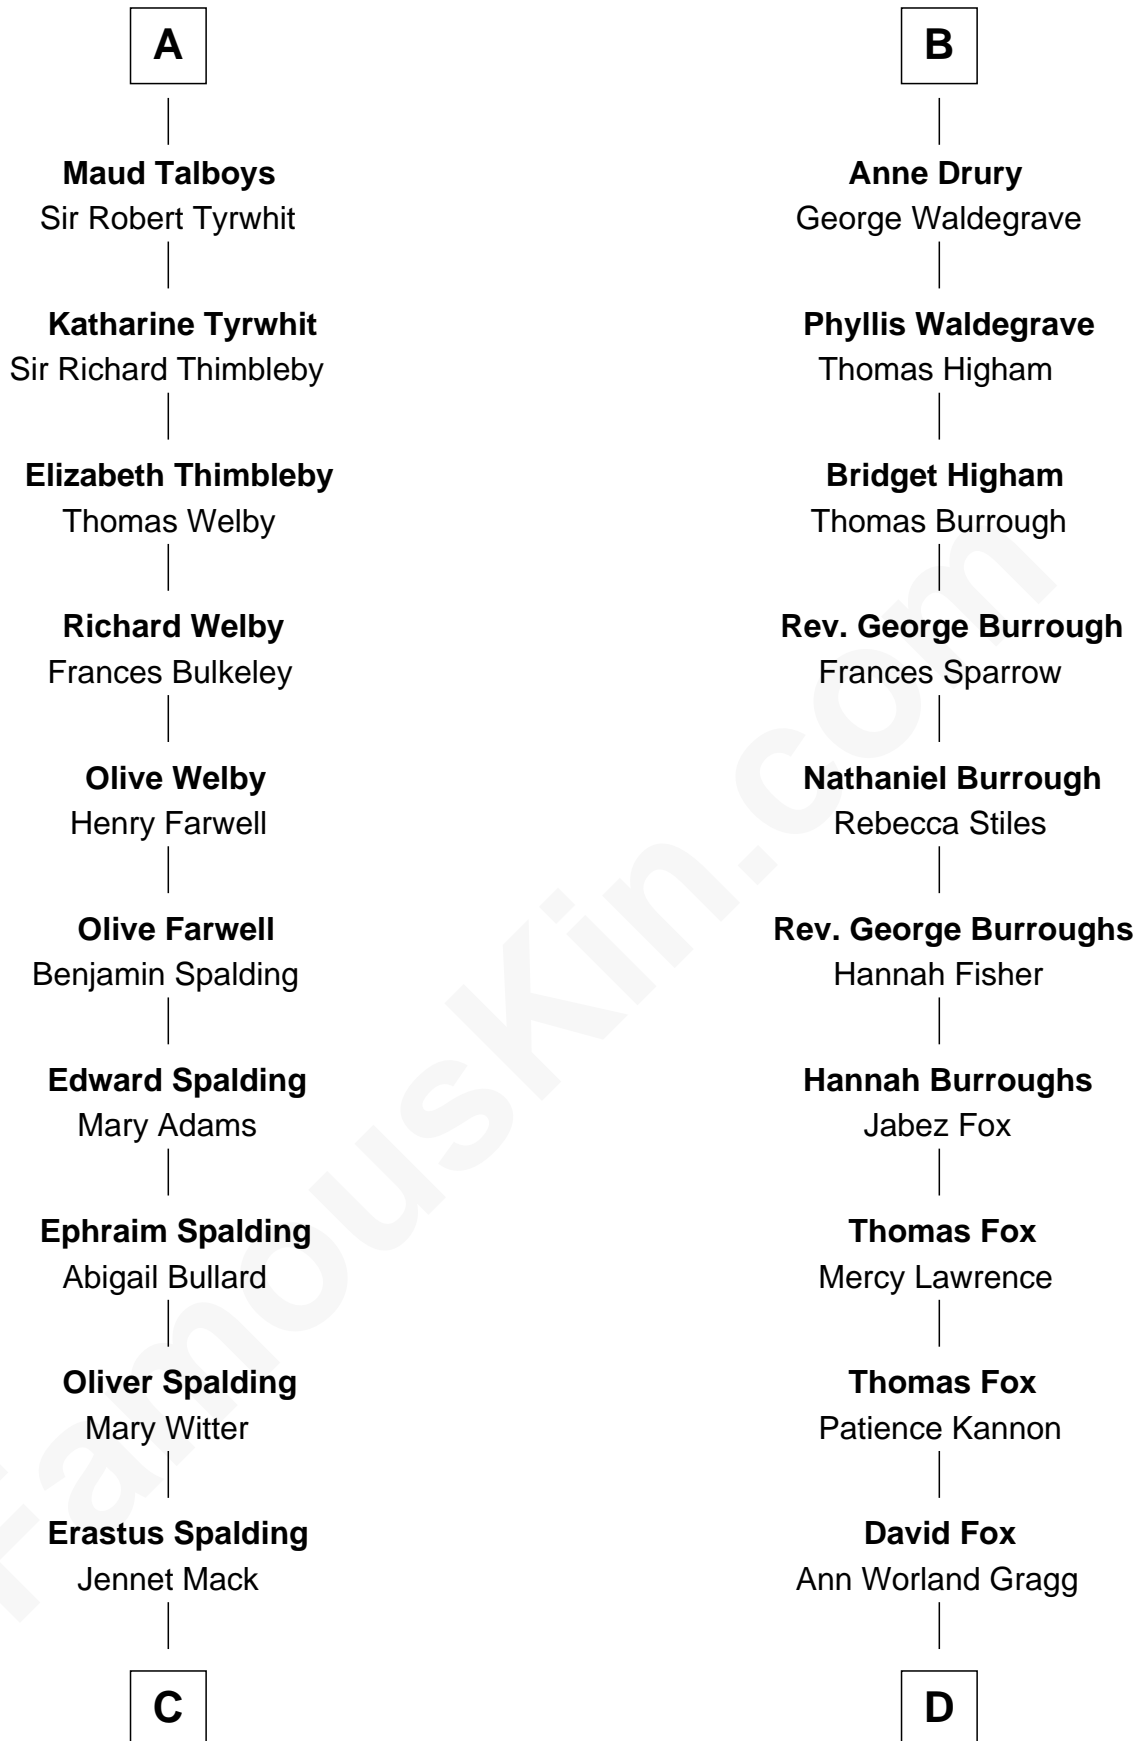 A
Maud Talboys
Sir Robert Tyrwhit
Katharine Tyrwhit
Sir Richard Thimbleby
Elizabeth Thimbleby
Thomas Welby
Richard Welby
Frances Bulkeley
Olive Welby
Henry Farwell
Olive Farwell
Benjamin Spalding
Edward Spalding
Mary Adams
Ephraim Spalding
Abigail Bullard
Oliver Spalding
Mary Witter
Erastus Spalding
Jennet Mack
C
B
Anne Drury
George Waldegrave
Phyllis Waldegrave
Thomas Higham
Bridget Higham
Thomas Burrough
Rev. George Burrough
Frances Sparrow
Nathaniel Burrough
Rebecca Stiles
Rev. George Burroughs
Hannah Fisher
Hannah Burroughs
Jabez Fox
Thomas Fox
Mercy Lawrence
Thomas Fox
Patience Kannon
David Fox
Ann Worland Gragg
D
FamousKin.com